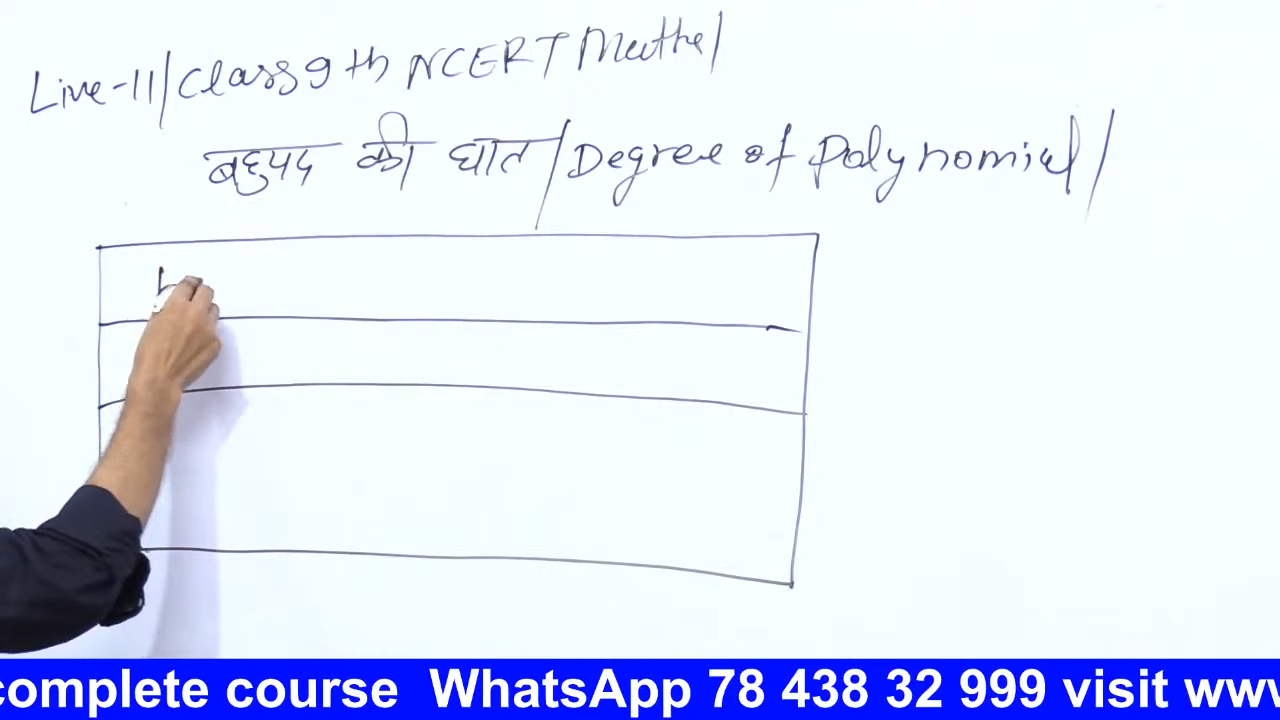 Live-11/Class 9th NCERT Maths/
बहुपद की घात/Degree of Polynomial/
complete course WhatsApp 78 438 32 999 visit www